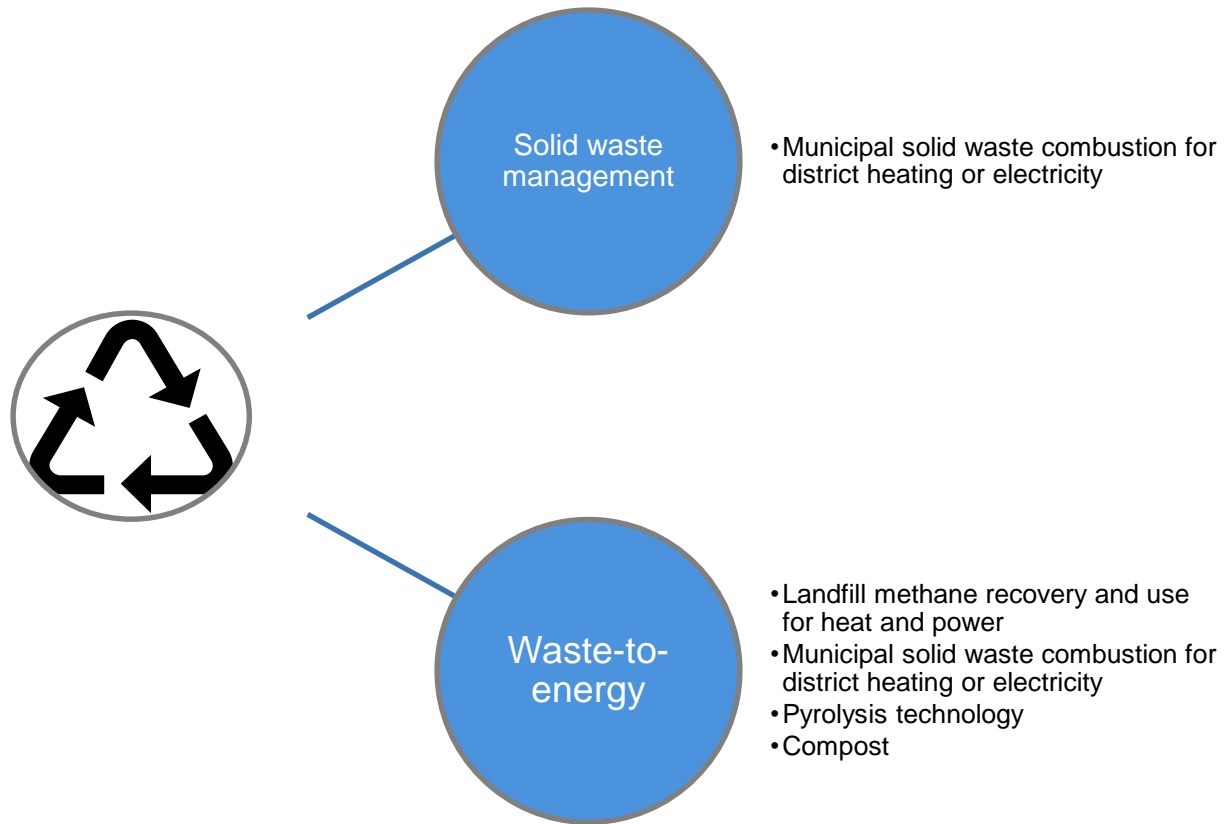 Solid waste
management
•Municipal solid waste combustion for
district heating or electricity
Waste-to-
energy
•Landfill methane recovery and use
for heat and power
•Municipal solid waste combustion for
district heating or electricity
•Pyrolysis technology
•Compost